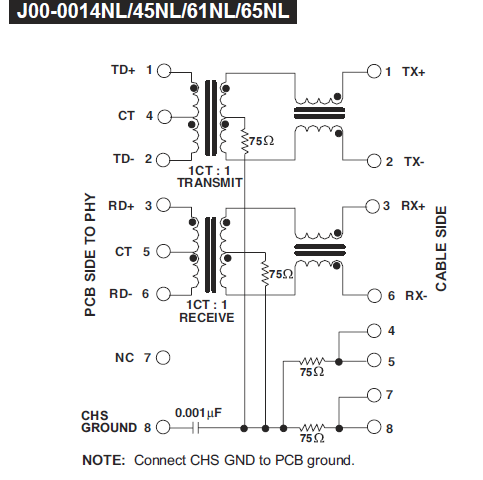 J00-0014NL/45NL/61NL/65NL
TD+ 1
1 TX+
CT 4
75Ω
TD- 2
2 TX-
1CT : 1
TRANSMIT
RD+ 3
3 RX+
PCB SIDE TO PHY
CABLE SIDE
CT 5
75Ω
RD- 6
6 RX-
1CT : 1
RECEIVE
4
NC 7
5
75Ω
7
CHS
GROUND 8
0.001µF
8
75Ω
NOTE: Connect CHS GND to PCB ground.